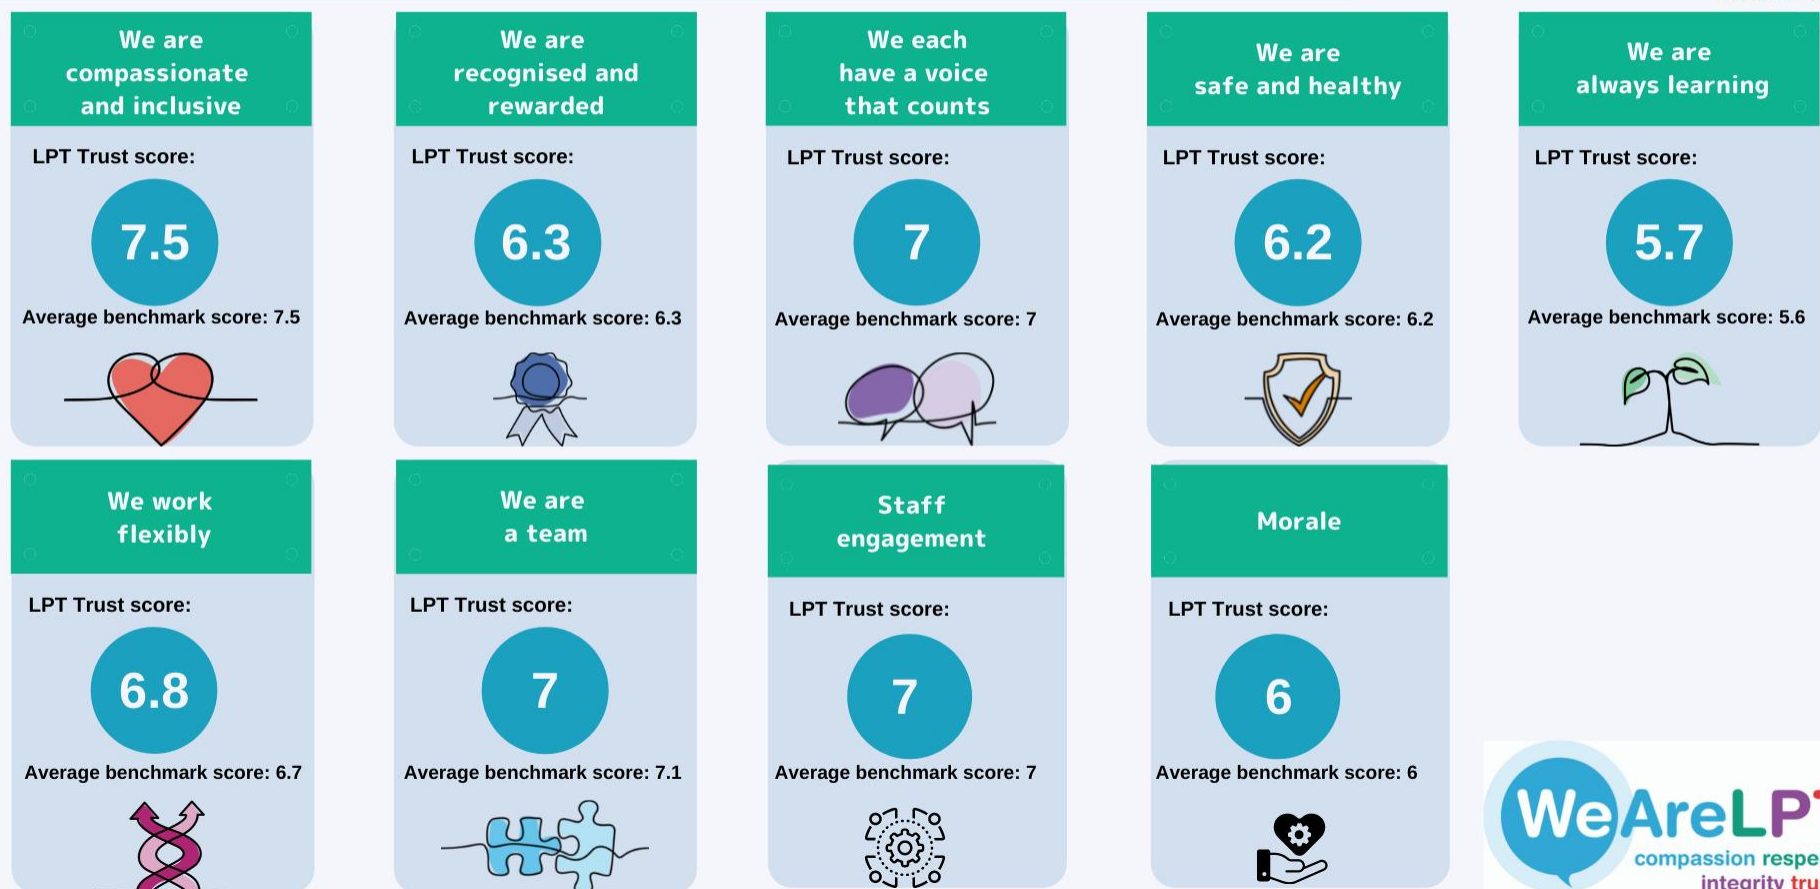 We are
compassionate
and inclusive
LPT Trust score:
7.5
Average benchmark score: 7.5
We are
recognised and
rewarded
LPT Trust score:
6.3
Average benchmark score: 6.3
We each
have a voice
that counts
LPT Trust score:
7
Average benchmark score: 7
We are
safe and healthy
LPT Trust score:
6.2
Average benchmark score: 6.2
We are
always learning
LPT Trust score:
5.7
Average benchmark score: 5.6
We work
flexibly
LPT Trust score:
6.8
Average benchmark score: 6.7
We are
a team
LPT Trust score:
7
Average benchmark score: 7.1
Staff
engagement
LPT Trust score:
7
Average benchmark score: 7
Morale
LPT Trust score:
6
Average benchmark score: 6
WeAreLP
compassion
integrity